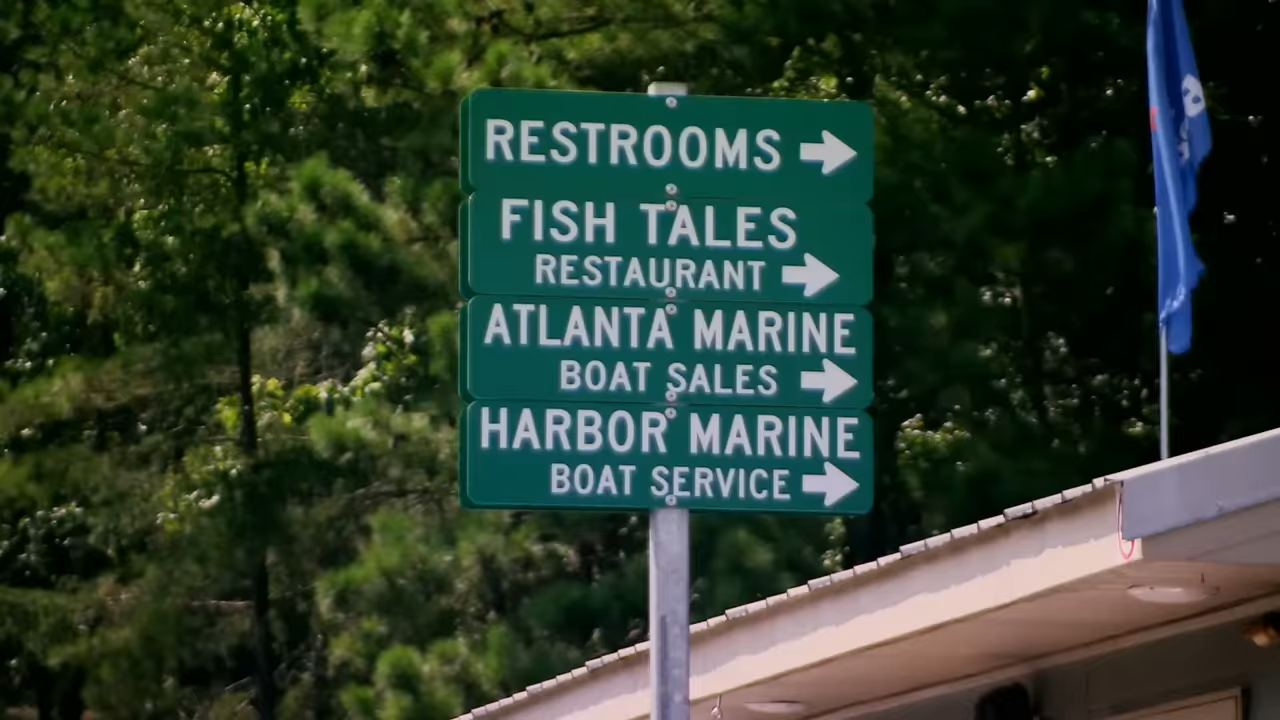 RESTROOMS
FISH TALES
RESTAURANT
ATLANTA MARINE
BOAT SALES
HARBOR MARINE
BOAT SERVICE